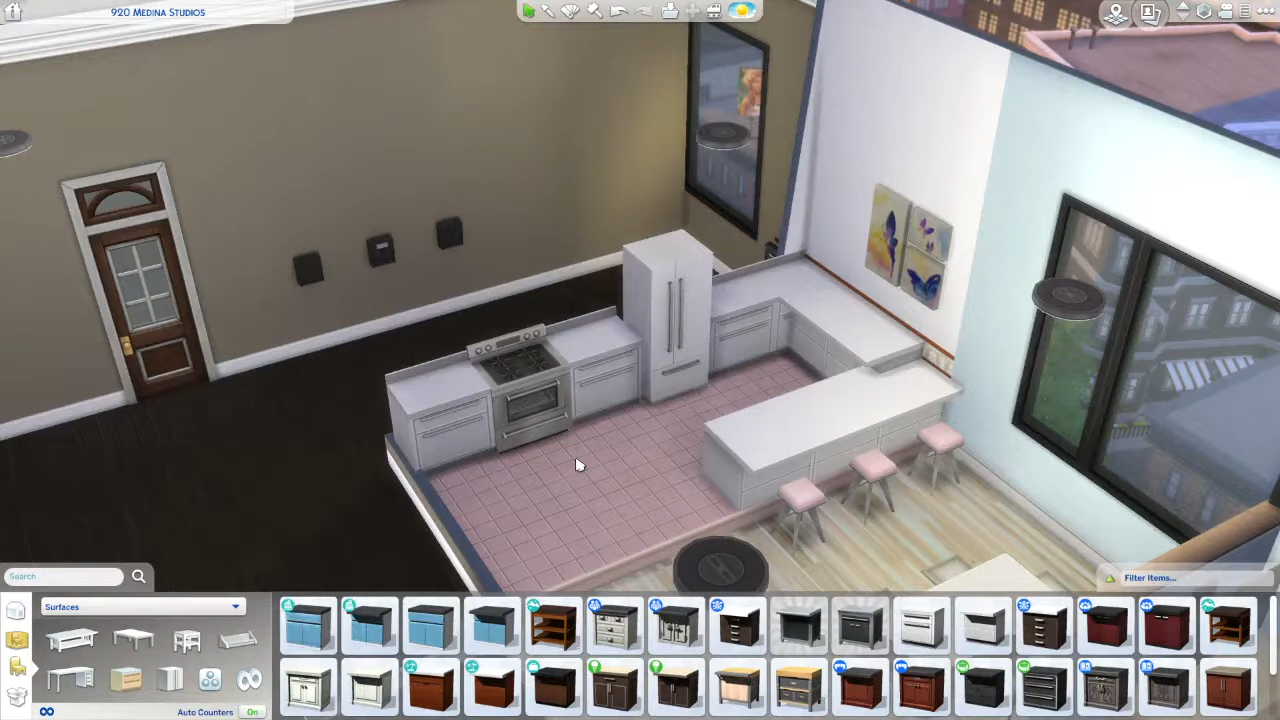 920 Medina Studios
Filter Items...
Search
Surfaces
Auto Counters On